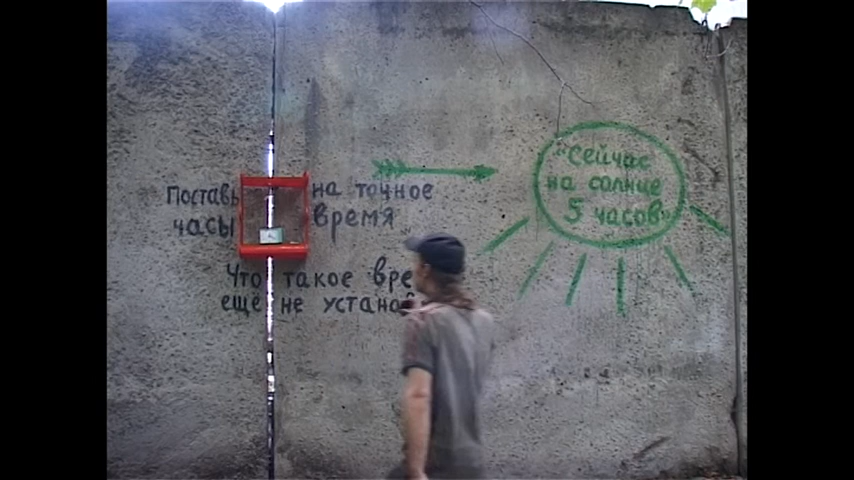 Поставь на точное
часы время
Что такое
ещё не
«Сейчас
на солнце
5 часов»